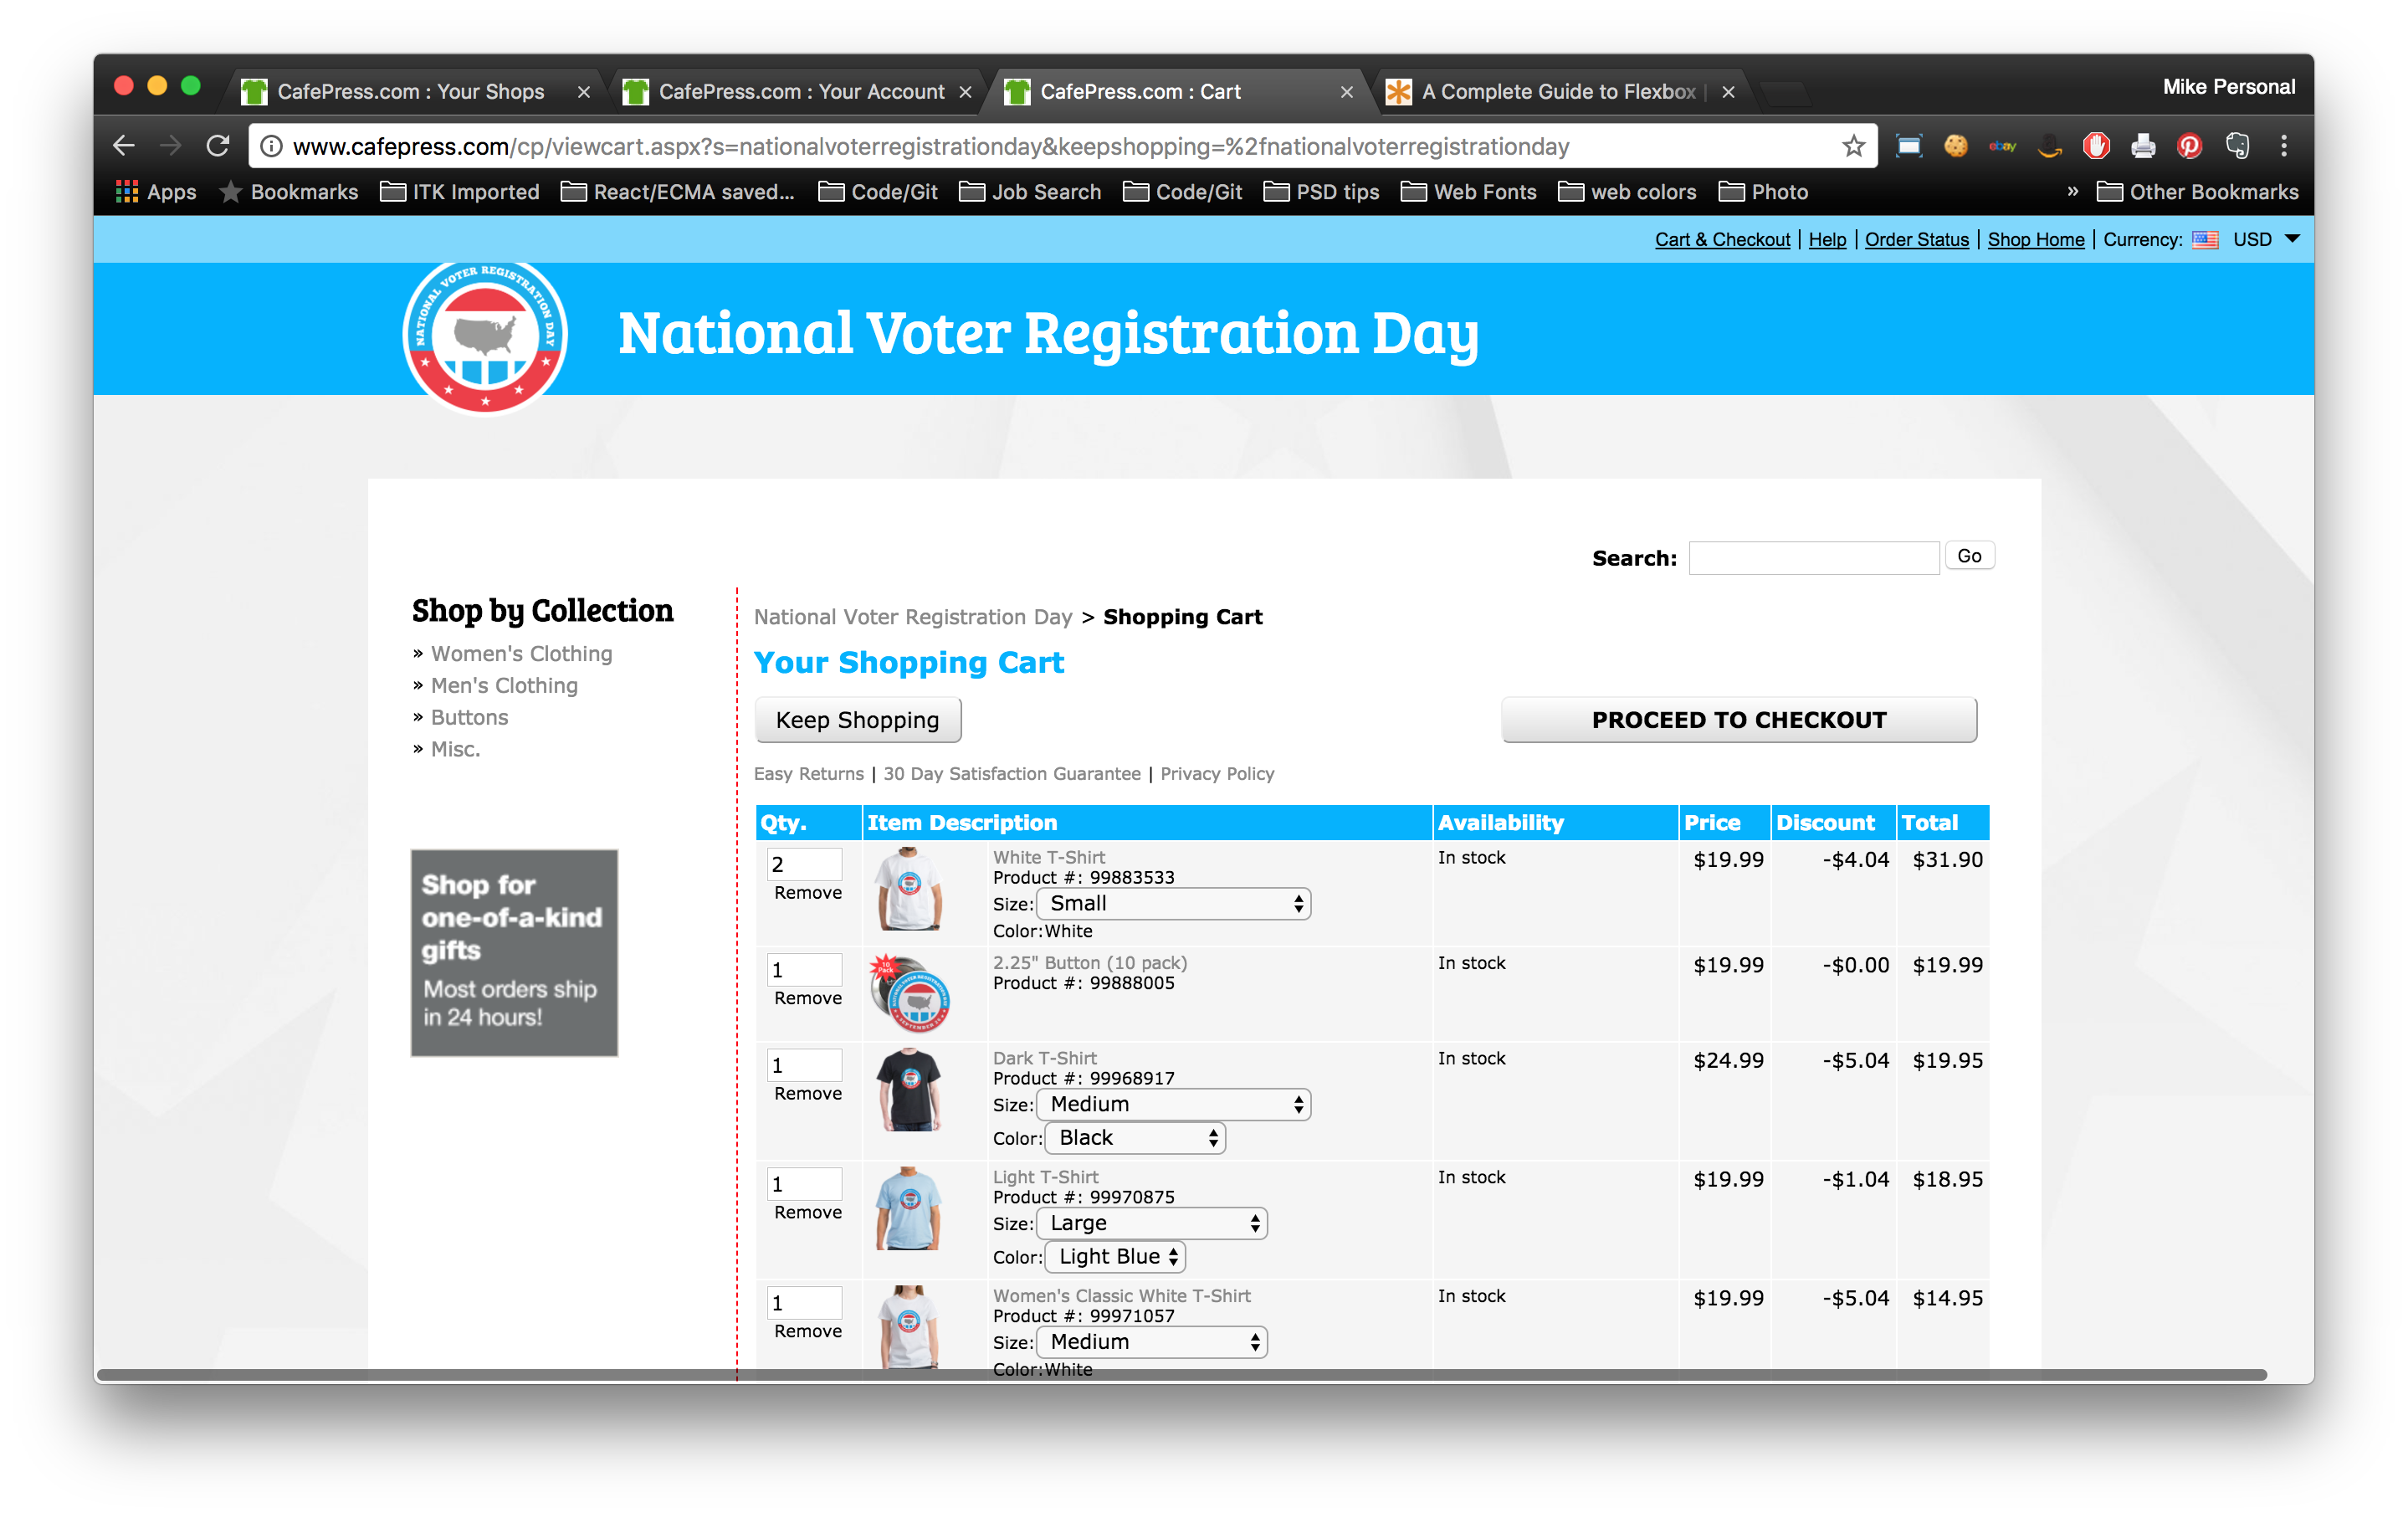 CafePress.com : Your Shops
CafePress.com : Your Account
CafePress.com : Cart
A Complete Guide to Flexbox |
Mike Personal
www.cafepress.com/cp/viewcart.aspx?s=nationalvoterregistrationday&keepshopping=%2fnationalvoterregistrationday
ebay
Apps
Bookmarks
ITK Imported
React/ECMA saved...
Code/Git
Job Search
Code/Git
PSD tips
Web Fonts
web colors
Photo
»
Other Bookmarks
Cart & Checkout | Help | Order Status | Shop Home | Currency: USD
NATIONAL VOTER REGISTRATION DAY
National Voter Registration Day
Search:
Go
Shop by Collection
» Women's Clothing
» Men's Clothing
» Buttons
» Misc.
Shop for
one-of-a-kind
gifts
Most orders ship
in 24 hours!
National Voter Registration Day > Shopping Cart
Your Shopping Cart
Keep Shopping
PROCEED TO CHECKOUT
Easy Returns | 30 Day Satisfaction Guarantee | Privacy Policy
Qty. Item Description Availability Price Discount Total
2
Remove
White T-Shirt
Product #: 99883533
Size: Small
Color:White
In stock
$19.99 -$4.04 $31.90
1
Remove
10
Pack
2.25" Button (10 pack)
Product #: 99888005
In stock
$19.99 -$0.00 $19.99
1
Remove
Dark T-Shirt
Product #: 99968917
Size: Medium
Color: Black
In stock
$24.99 -$5.04 $19.95
1
Remove
Light T-Shirt
Product #: 99970875
Size: Large
Color: Light Blue
In stock
$19.99 -$1.04 $18.95
1
Remove
Women's Classic White T-Shirt
Product #: 99971057
Size: Medium
Color:White
In stock
$19.99 -$5.04 $14.95